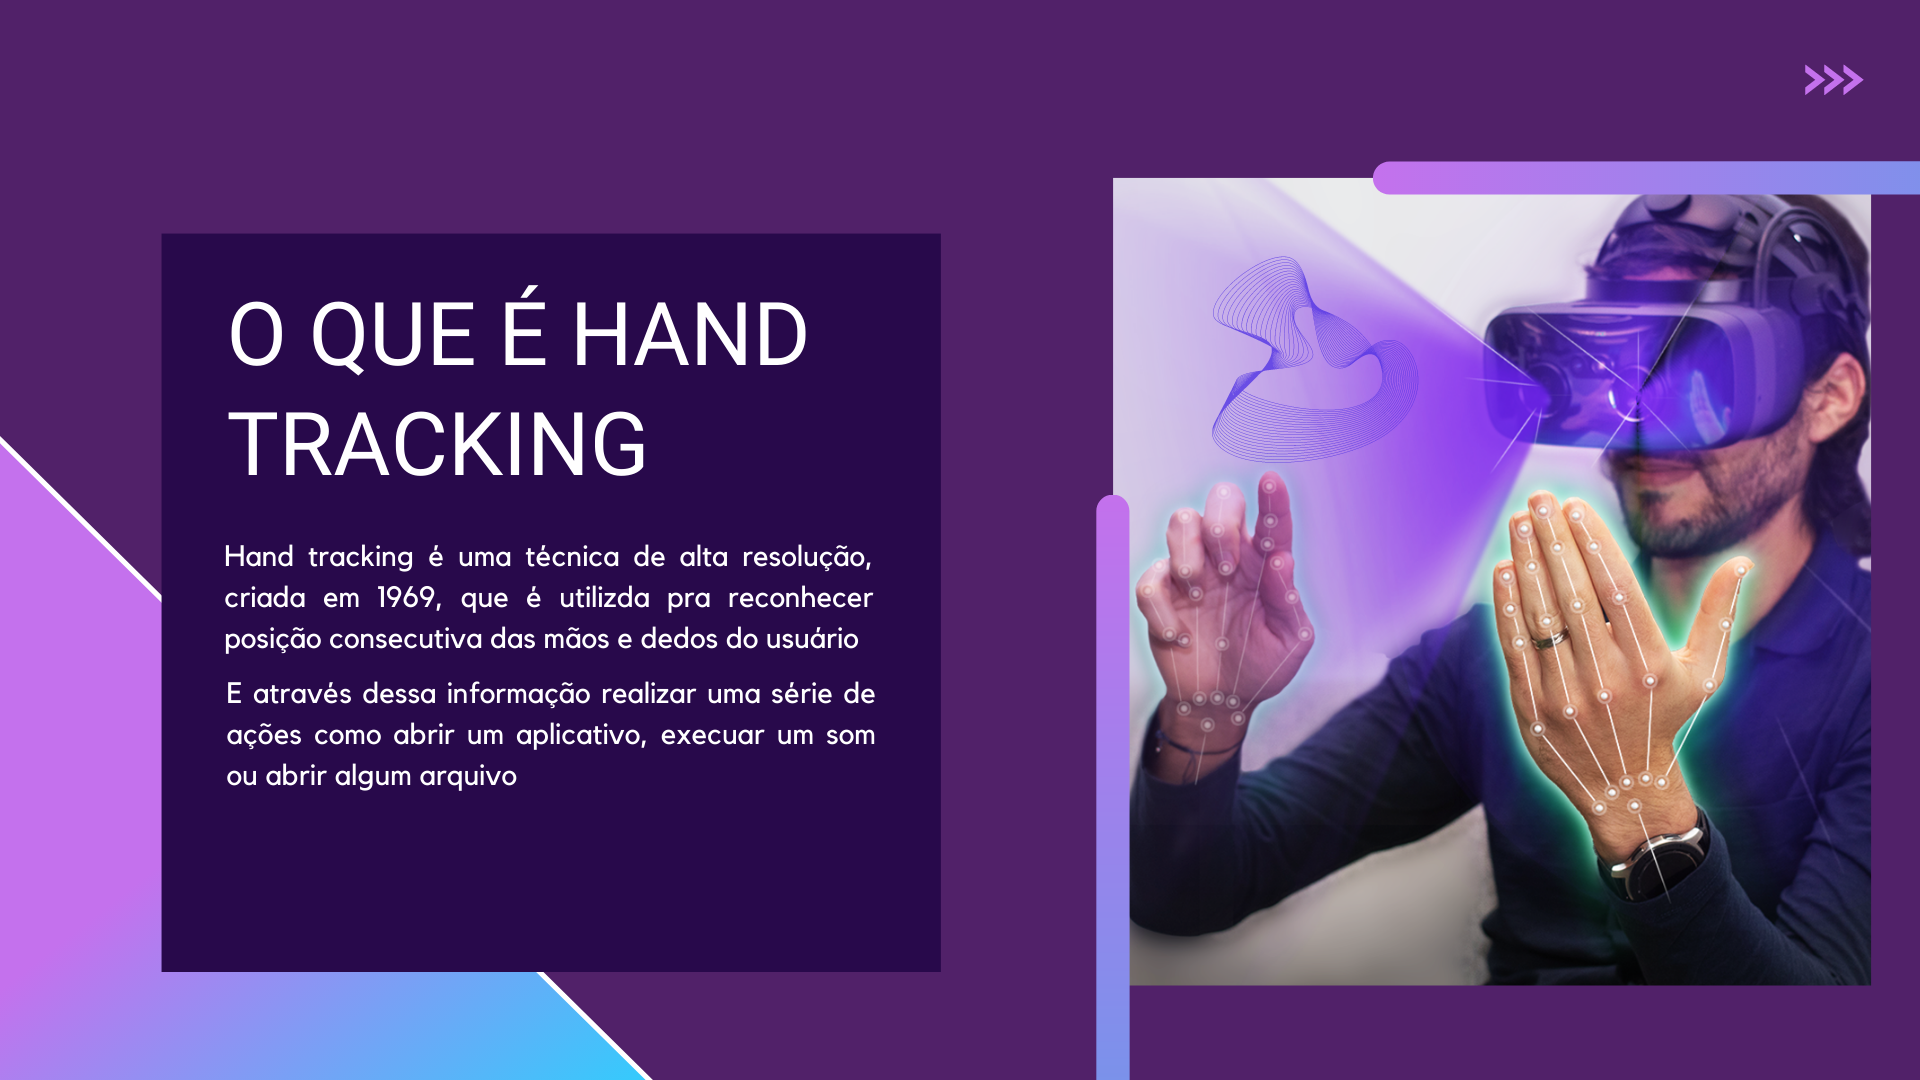 O QUE É HAND
TRACKING
Hand tracking é uma técnica de alta resolução,
criada em 1969, que é utilizda pra reconhecer
posição consecutiva das mãos e dedos do usuário
E através dessa informação realizar uma série de
ações como abrir um aplicativo, execuar um som
ou abrir algum arquivo